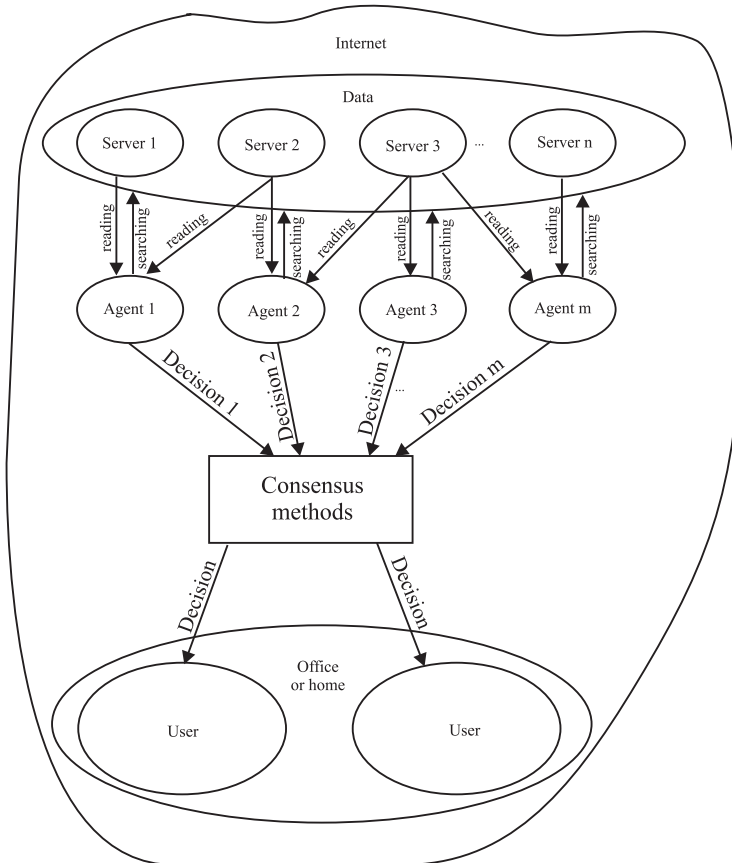 Internet
Data
Server 1
Server 2
Server 3
...
Server n
reading
searching
reading
reading
searching
reading
reading
searching
reading
reading
searching
Agent 1
Agent 2
Agent 3
Agent m
Decision 1
Decision 2
Decision 3
...
Decision m
Consensus
methods
Decision
Decision
Office
or home
User
User